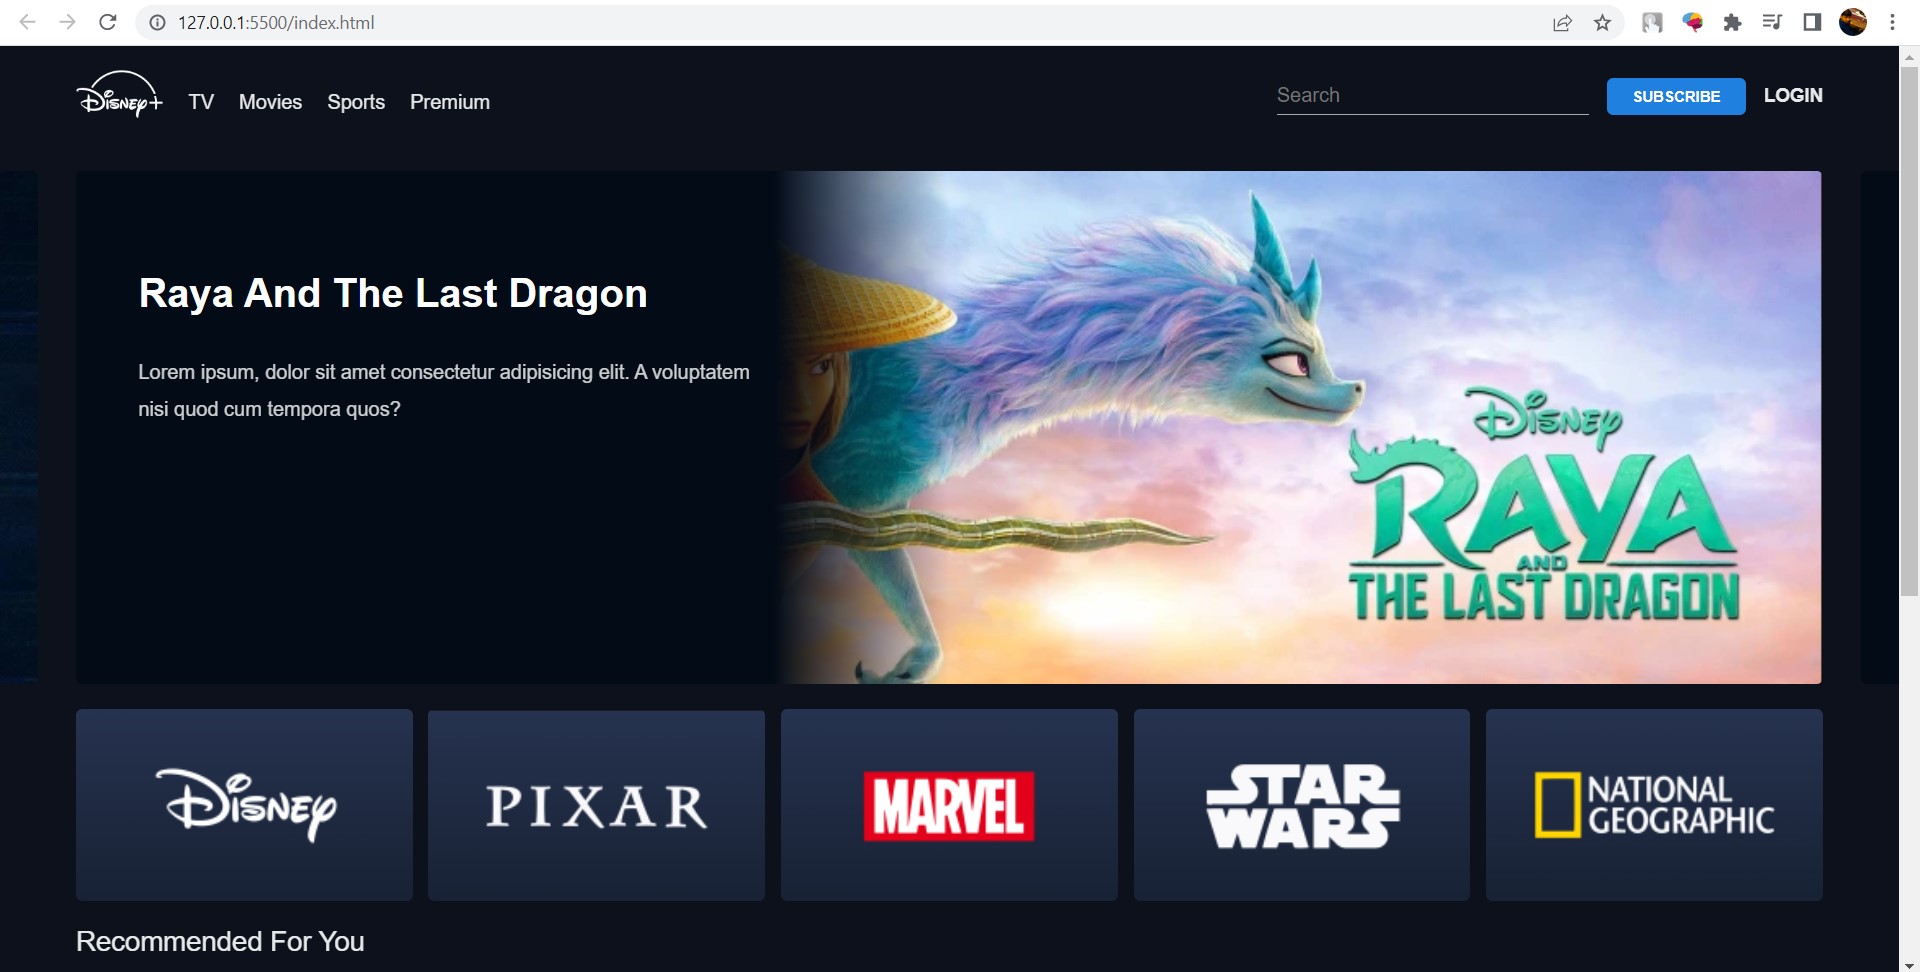 127.0.0.1:5500/index.html
Disney+ TV Movies Sports Premium Search SUBSCRIBE LOGIN
Raya And The Last Dragon
Lorem ipsum, dolor sit amet consectetur adipisicing elit. A voluptatem
nisi quod cum tempora quos?
Disney
RAYA
AND
THE LAST DRAGON
Disney
PIXAR
MARVEL
STAR
WARS
NATIONAL
GEOGRAPHIC
Recommended For You